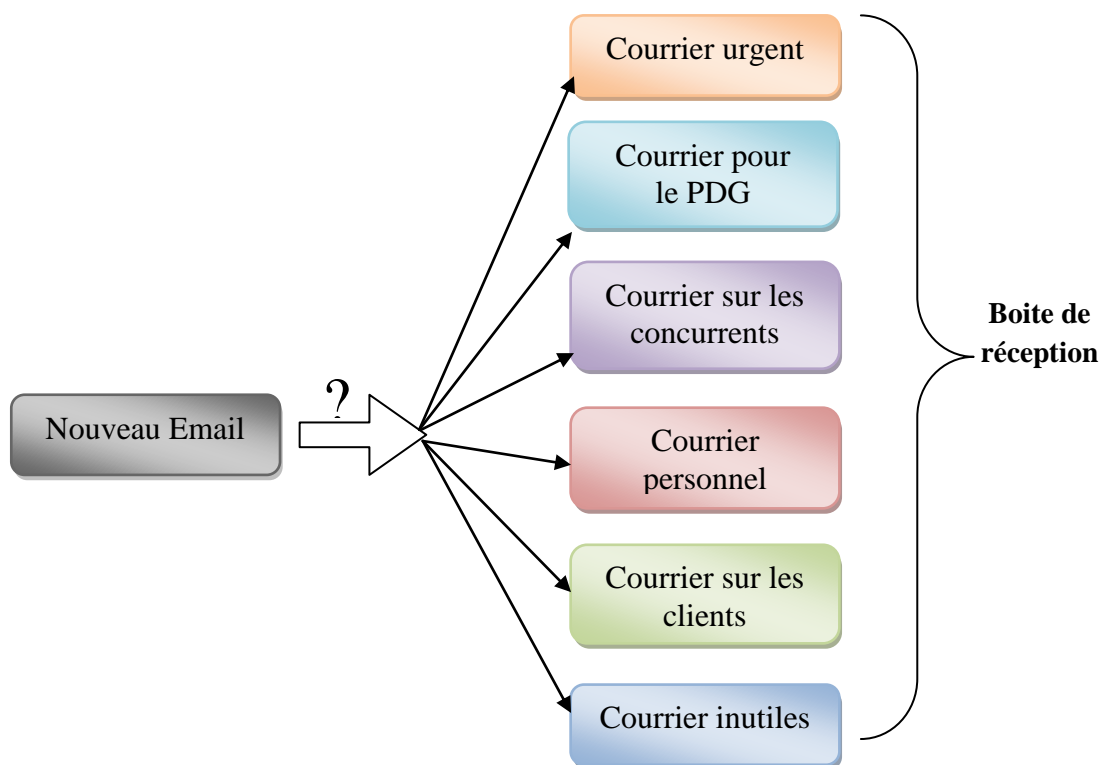 Courrier urgent
Courrier pour
le PDG
Courrier sur les
concurrents
Boite de
réception
?
Nouveau Email
Courrier
personnel
Courrier sur les
clients
Courrier inutiles